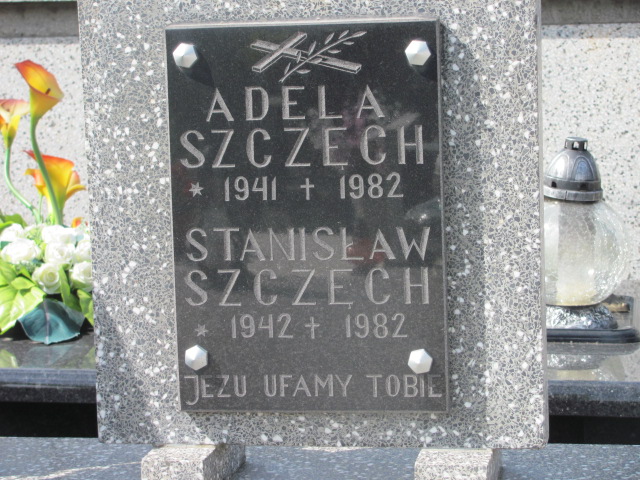 ADELA
SZCZĘCH
* 1941 + 1982
STANISŁAW
SZCZĘCH
* 1942 + 1982
JEZU UFAMY TOBIE